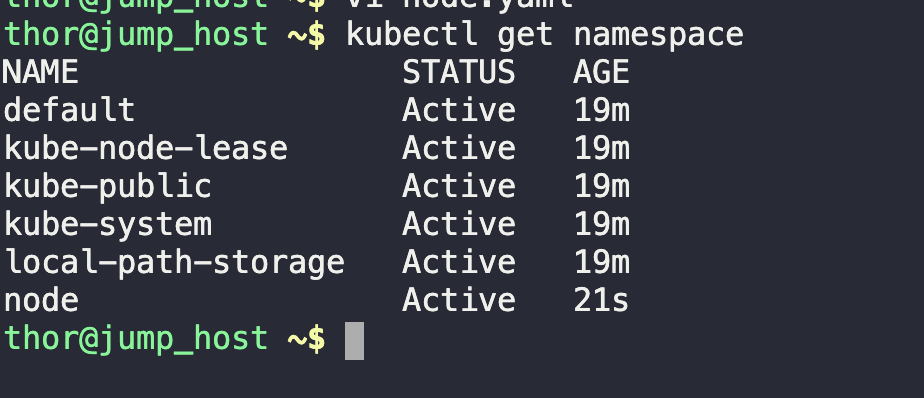 thor@jump_host ~$ vi node.yaml
thor@jump_host ~$ kubectl get namespace
NAME STATUS AGE
default Active 19m
kube-node-lease Active 19m
kube-public Active 19m
kube-system Active 19m
local-path-storage Active 19m
node Active 21s
thor@jump_host ~$